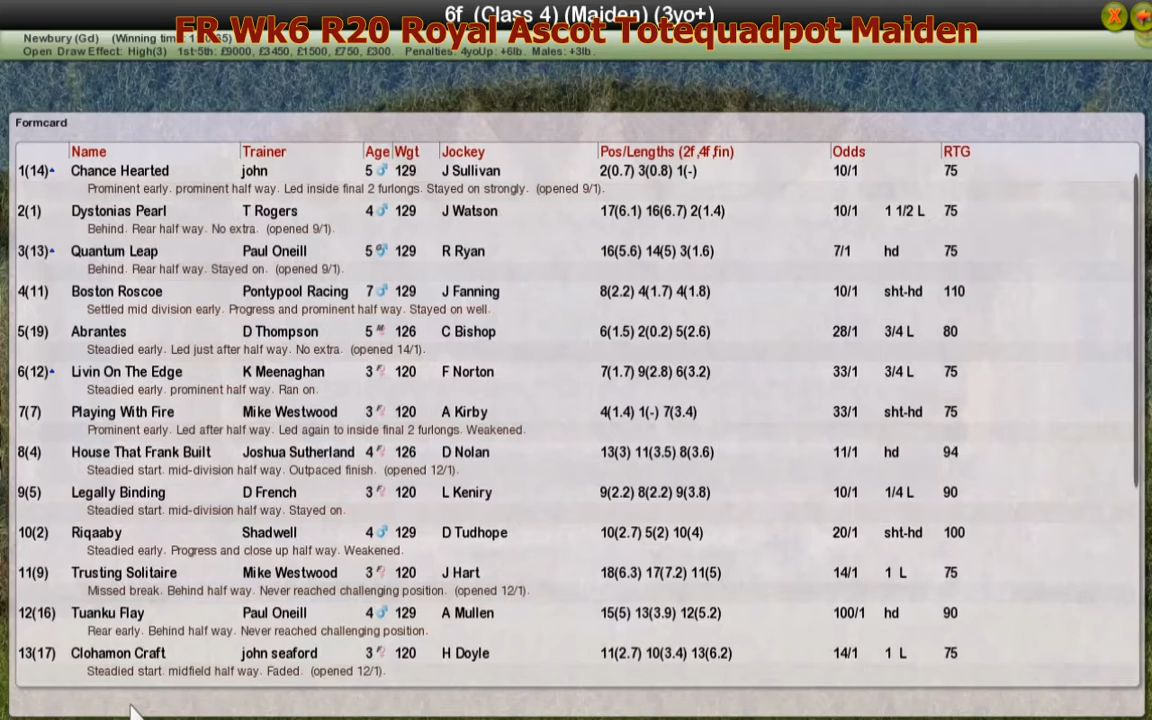 6f (Class 4) (Maiden) (3yo+)
FR Wk6 R20 Royal Ascot Totequadpot Maiden
Newbury (Gd) (Winning time:
Open Draw Effect: High(3) 1st-5th: £9000, £3450, £1500, £750, £300. Penalties: 4yoUp: +6lb. Males: +3lb.
Formcard
Name Trainer Age Wgt Jockey Pos/Lengths (2f,4f,fin) Odds RTG
1(14) Chance Hearted john 5 129 J Sullivan 2(0.7) 3(0.8) 1(-) 10/1 75
Prominent early. prominent half way. Led inside final 2 furlongs. Stayed on strongly. (opened 9/1).
2(1) Dystonias Pearl T Rogers 4 129 J Watson 17(6.1) 16(6.7) 2(1.4) 10/1 1 1/2 L 75
Behind. Rear half way. No extra. (opened 9/1).
3(13) Quantum Leap Paul Oneill 5 129 R Ryan 16(5.6) 14(5) 3(1.6) 7/1 hd 75
Behind. Rear half way. Stayed on. (opened 9/1).
4(11) Boston Roscoe Pontypool Racing 7 129 J Fanning 8(2.2) 4(1.7) 4(1.8) 10/1 sht-hd 110
Settled mid division early. Progress and prominent half way. Stayed on well.
5(19) Abrantes D Thompson 5 126 C Bishop 6(1.5) 2(0.2) 5(2.6) 28/1 3/4 L 80
Steadied early. Led just after half way. No extra. (opened 14/1).
6(12) Livin On The Edge K Meenaghan 3 120 F Norton 7(1.7) 9(2.8) 6(3.2) 33/1 3/4 L 75
Steadied early. prominent half way. Ran on.
7(7) Playing With Fire Mike Westwood 3 120 A Kirby 4(1.4) 1(-) 7(3.4) 33/1 sht-hd 75
Prominent early. Led after half way. Led again to inside final 2 furlongs. Weakened.
8(4) House That Frank Built Joshua Sutherland 4 126 D Nolan 13(3) 11(3.5) 8(3.6) 11/1 hd 94
Steadied start. mid-division half way. Outpaced finish. (opened 12/1).
9(5) Legally Binding D French 3 120 L Keniry 9(2.2) 8(2.2) 9(3.8) 10/1 1/4 L 90
Steadied start. mid-division half way. Stayed on.
10(2) Riqaaby Shadwell 4 129 D Tudhope 10(2.7) 5(2) 10(4) 20/1 sht-hd 100
Steadied early. Progress and close up half way. Weakened.
11(9) Trusting Solitaire Mike Westwood 3 120 J Hart 18(6.3) 17(7.2) 11(5) 14/1 1 L 75
Missed break. Behind half way. Never reached challenging position. (opened 12/1).
12(16) Tuanku Flay Paul Oneill 4 129 A Mullen 15(5) 13(3.9) 12(5.2) 100/1 hd 90
Rear early. Behind half way. Never reached challenging position.
13(17) Clohamon Craft john seaford 3 120 H Doyle 11(2.7) 10(3.4) 13(6.2) 14/1 1 L 75
Steadied start. midfield half way. Faded. (opened 12/1).